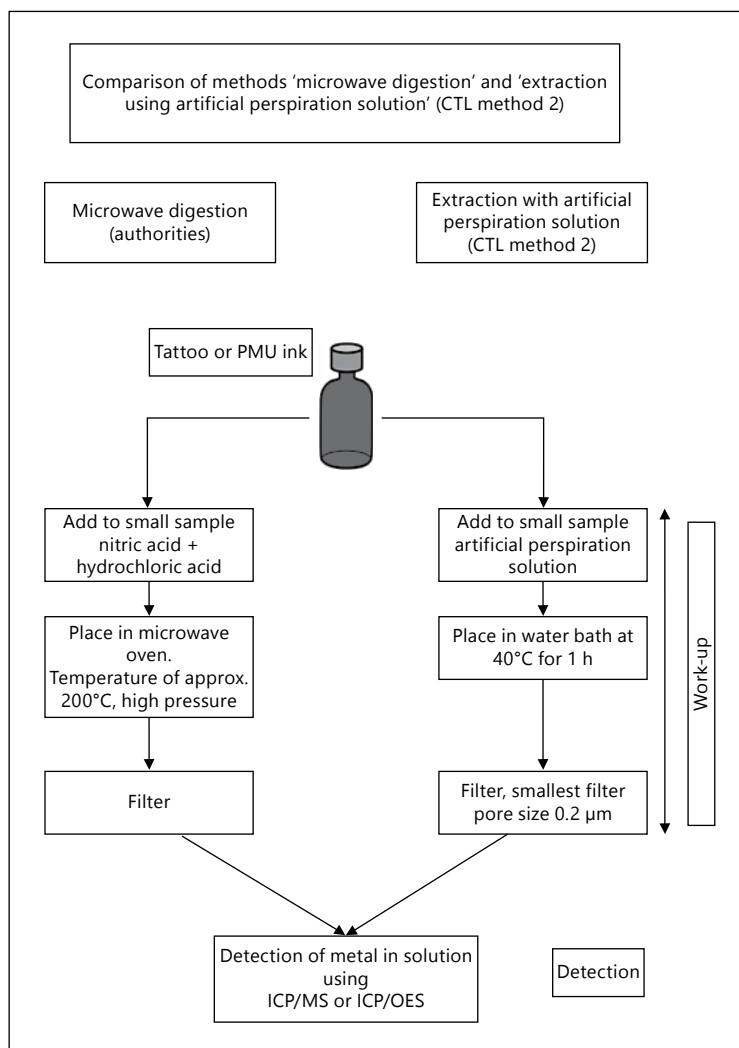 Comparison of methods ‘microwave digestion’ and ‘extraction
using artificial perspiration solution’ (CTL method 2)
Microwave digestion
(authorities)
Extraction with artificial
perspiration solution
(CTL method 2)
Tattoo or PMU ink
Add to small sample
nitric acid +
hydrochloric acid
Add to small sample
artificial perspiration
solution
Place in microwave
oven.
Temperature of approx.
200°C, high pressure
Place in water bath at
40°C for 1 h
Filter
Filter, smallest filter
pore size 0.2 μm
Work-up
Detection of metal in solution
using
ICP/MS or ICP/OES
Detection